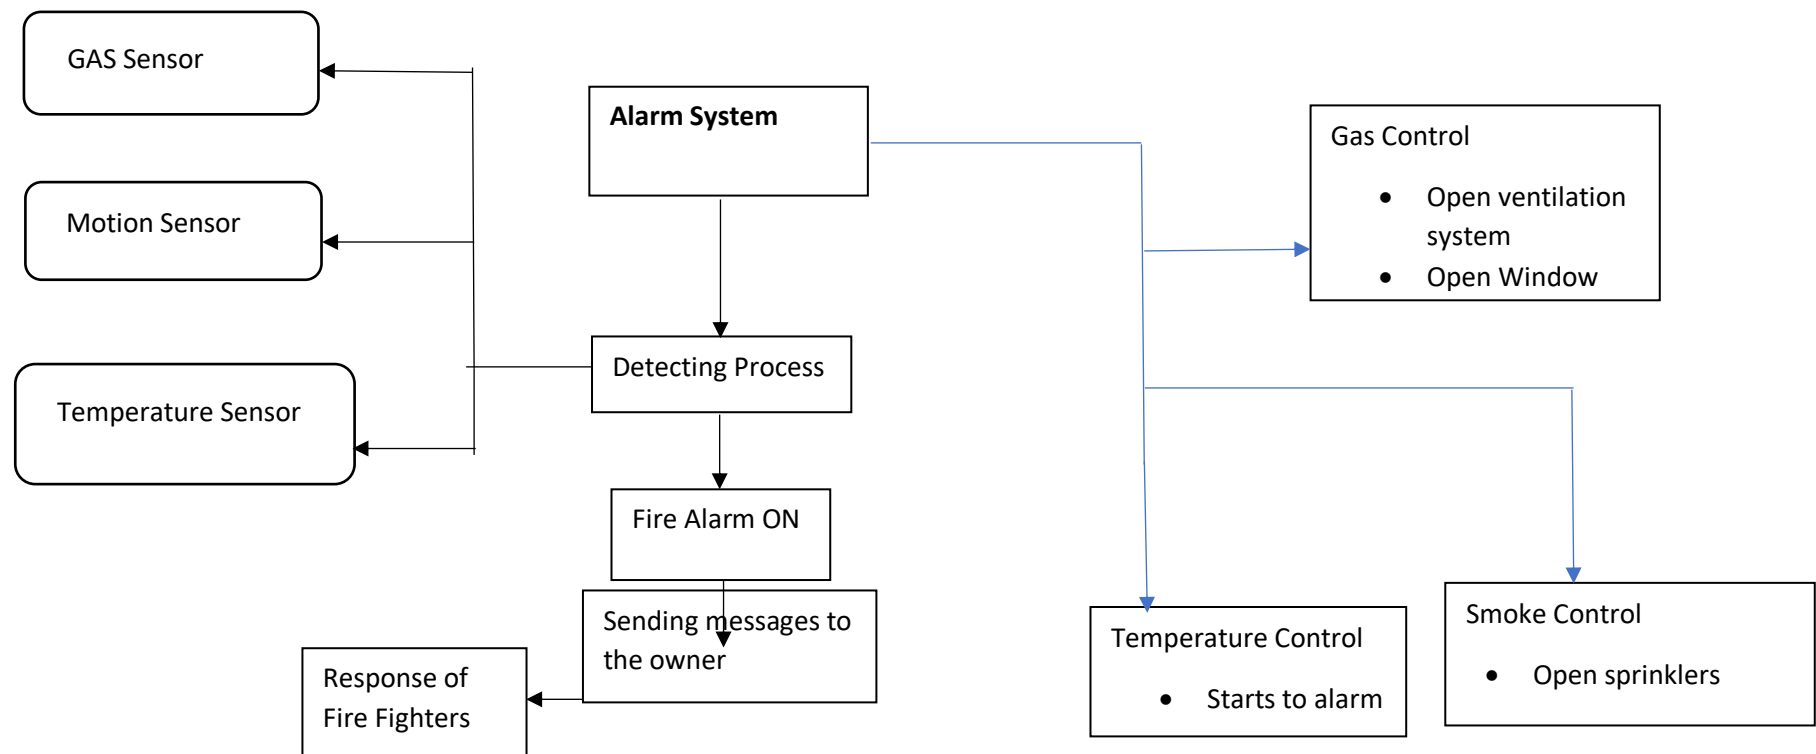 GAS Sensor
Alarm System
Gas Control
• Open ventilation
system
• Open Window
Motion Sensor
Detecting Process
Temperature Sensor
Fire Alarm ON
Sending messages to
the owner
Response of
Fire Fighters
Temperature Control
• Starts to alarm
Smoke Control
• Open sprinklers